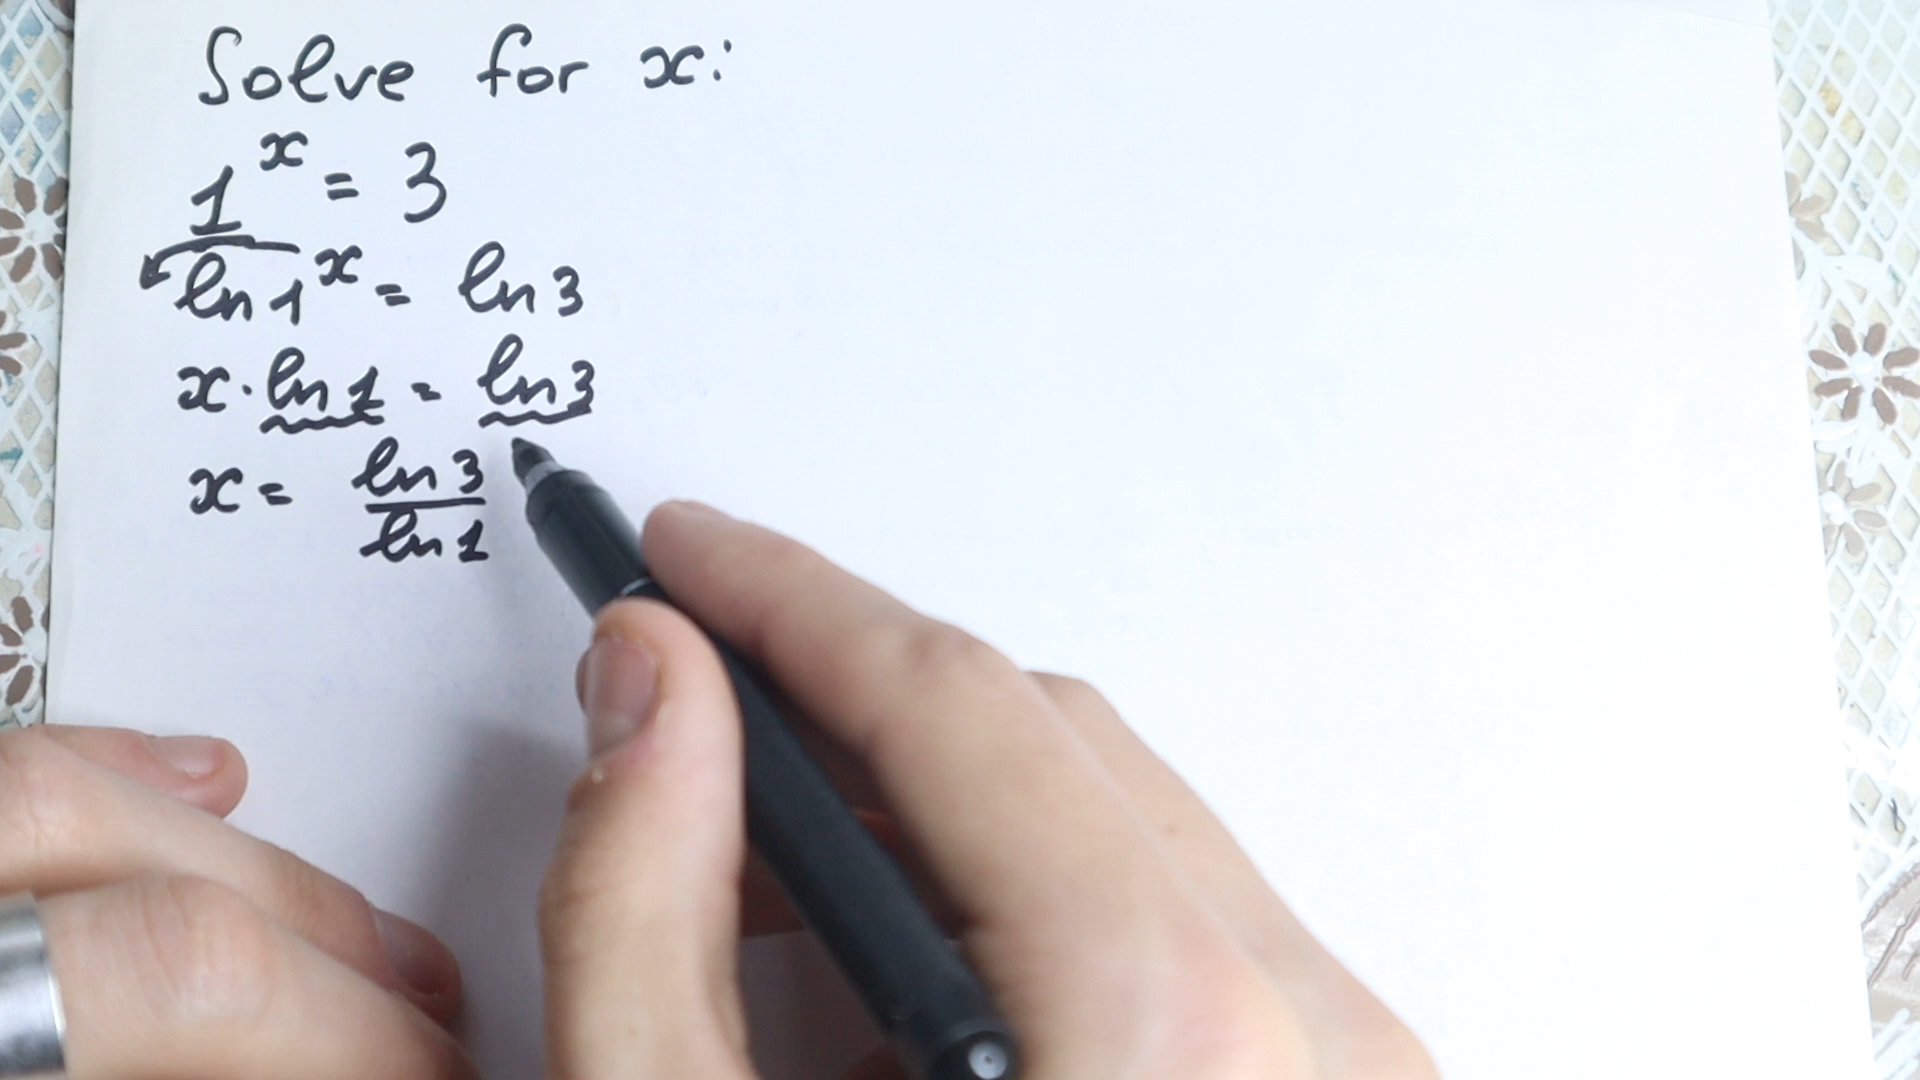 Solve for x:
1^x = 3
ln 1^x = ln 3
x · ln 1 = ln 3
x = ln 3 / ln 1